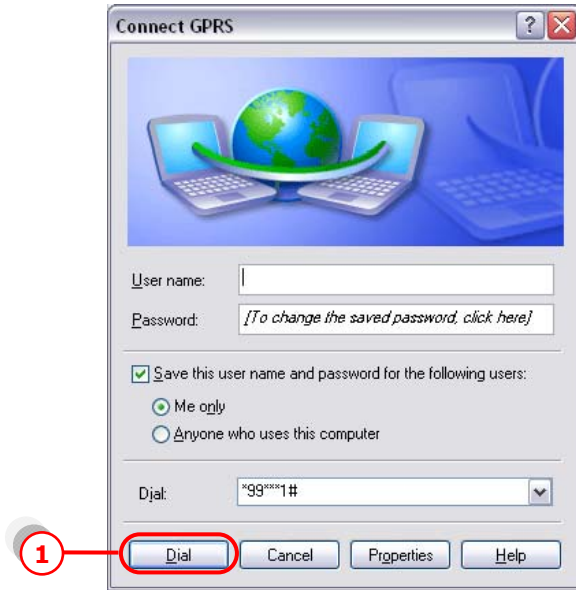 Connect GPRS
User name:
Password: [To change the saved password, click here]
Save this user name and password for the following users:
Me only
Anyone who uses this computer
Dial: *99***1#
1 Dial Cancel Properties Help